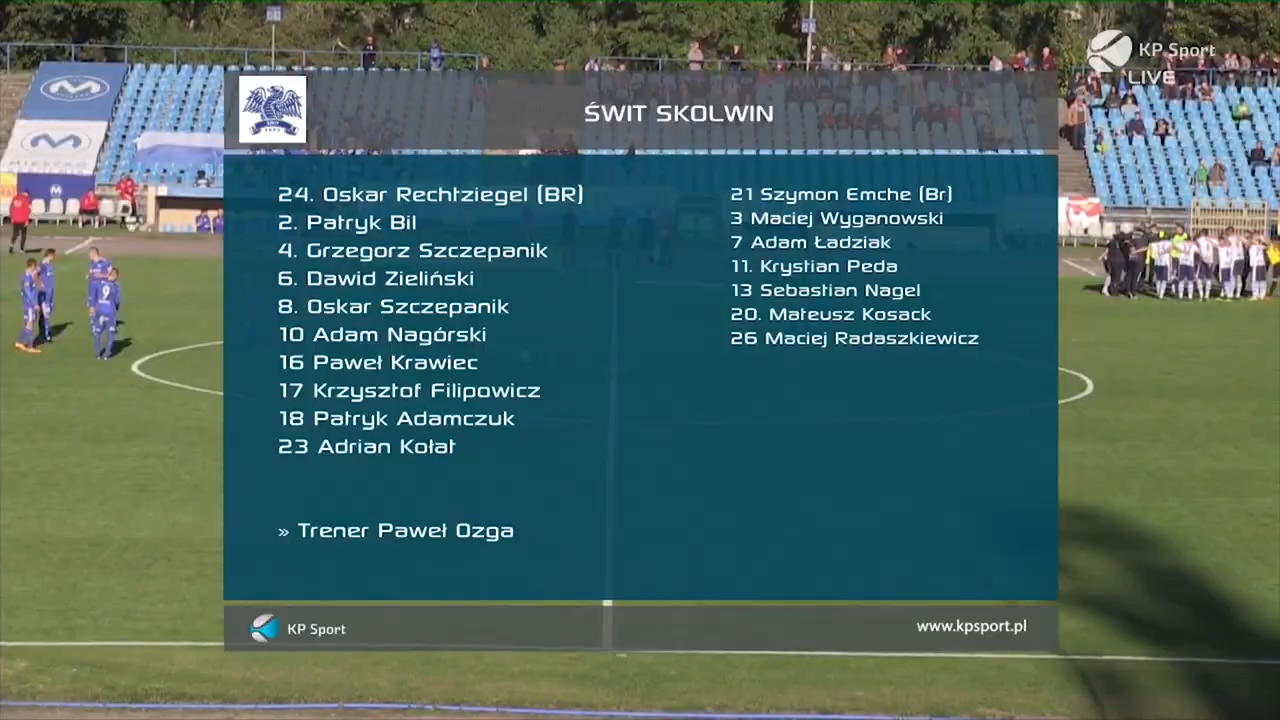 KP Sport
LIVE
ŚWIT SKOLWIN
24. Oskar Rechtziegel (BR)
2. Patryk Bil
4. Grzegorz Szczepanik
6. Dawid Zieliński
8. Oskar Szczepanik
10 Adam Nagórski
16 Paweł Krawiec
17 Krzysztof Filipowicz
18 Patryk Adamczuk
23 Adrian Kołat
» Trener Paweł Ozga
21 Szymon Emche (Br)
3 Maciej Wyganowski
7 Adam Ładziak
11. Krystian Peda
13 Sebastian Nagel
20. Mateusz Kosack
26 Maciej Radaszkiewicz
KP Sport
www.kpsport.pl
9